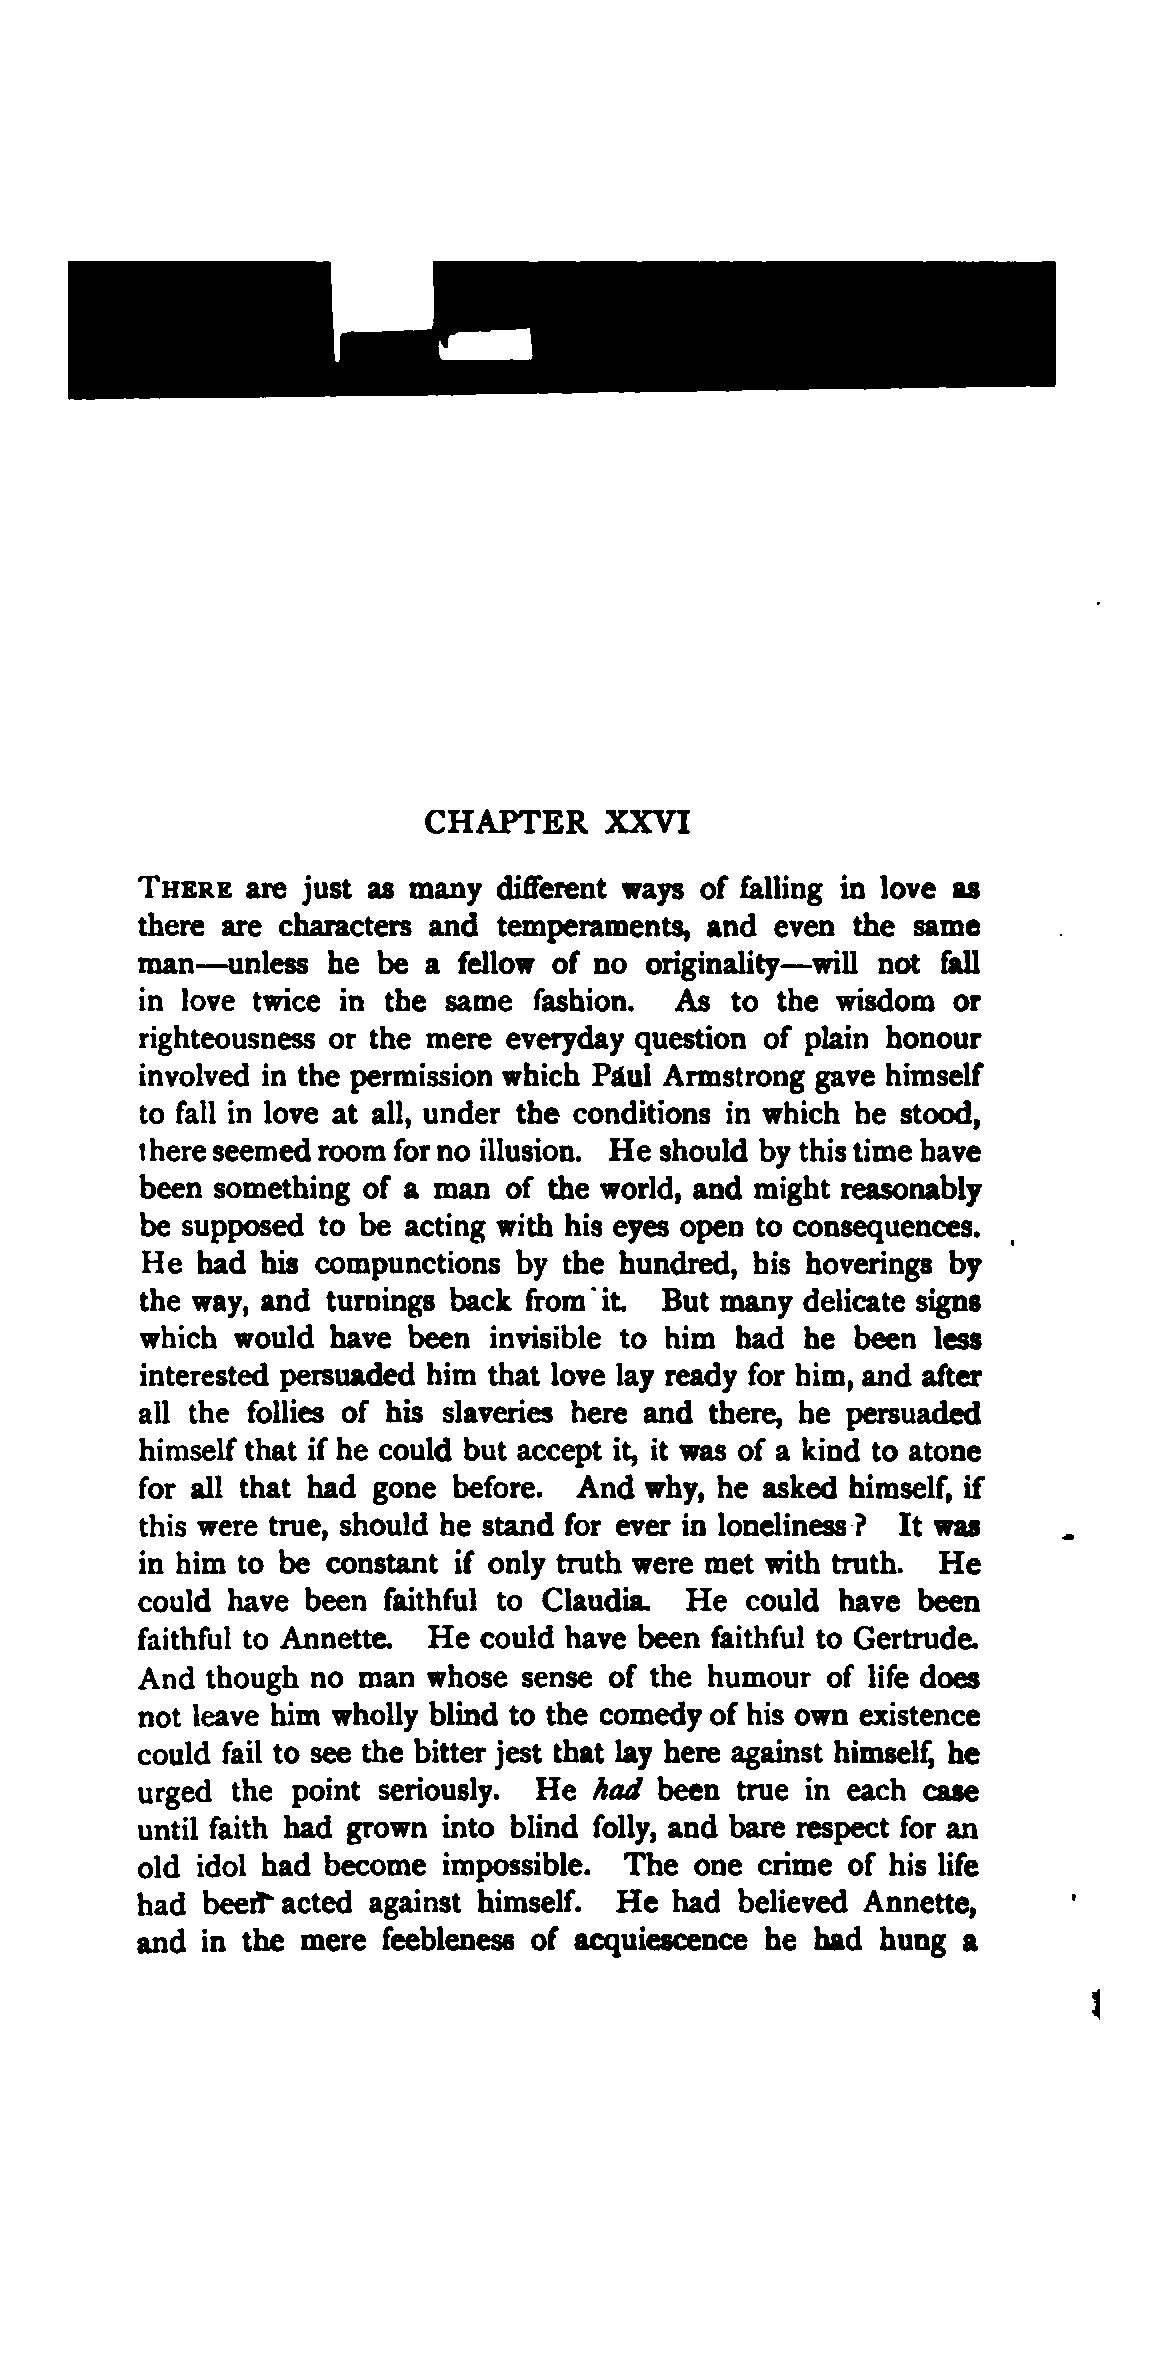 CHAPTER XXVI
THERE are just as many different ways of falling in love as
there are characters and temperaments, and even the same
man—unless he be a fellow of no originality—will not fall
in love twice in the same fashion. As to the wisdom or
righteousness or the mere everyday question of plain honour
involved in the permission which Paul Armstrong gave himself
to fall in love at all, under the conditions in which he stood,
there seemed room for no illusion. He should by this time have
been something of a man of the world, and might reasonably
be supposed to be acting with his eyes open to consequences.
He had his compunctions by the hundred, his hoverings by
the way, and turnings back from it. But many delicate signs
which would have been invisible to him had he been less
interested persuaded him that love lay ready for him, and after
all the follies of his slaveries here and there, he persuaded
himself that if he could but accept it, it was of a kind to atone
for all that had gone before. And why, he asked himself, if
this were true, should he stand for ever in loneliness? It was
in him to be constant if only truth were met with truth. He
could have been faithful to Claudia. He could have been
faithful to Annette. He could have been faithful to Gertrude.
And though no man whose sense of the humour of life does
not leave him wholly blind to the comedy of his own existence
could fail to see the bitter jest that lay here against himself, he
urged the point seriously. He had been true in each case
until faith had grown into blind folly, and bare respect for an
old idol had become impossible. The one crime of his life
had been acted against himself. He had believed Annette,
and in the mere feebleness of acquiescence he had hung a